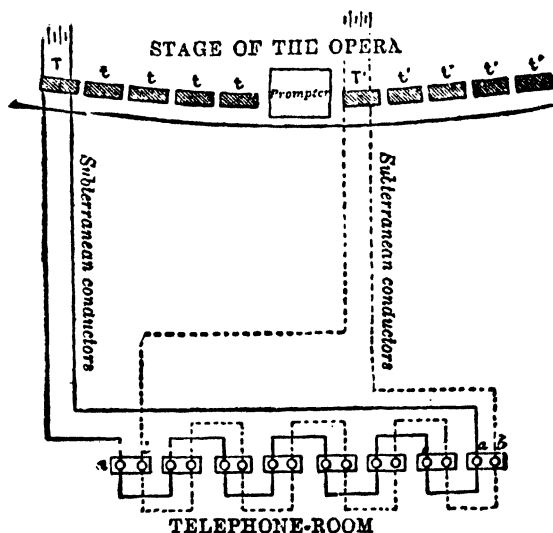 STAGE OF THE OPERA
T t t t t Prompter T' t' t' t' t'
Subterranean conductors
Subterranean conductors
a a b
TELEPHONE-ROOM